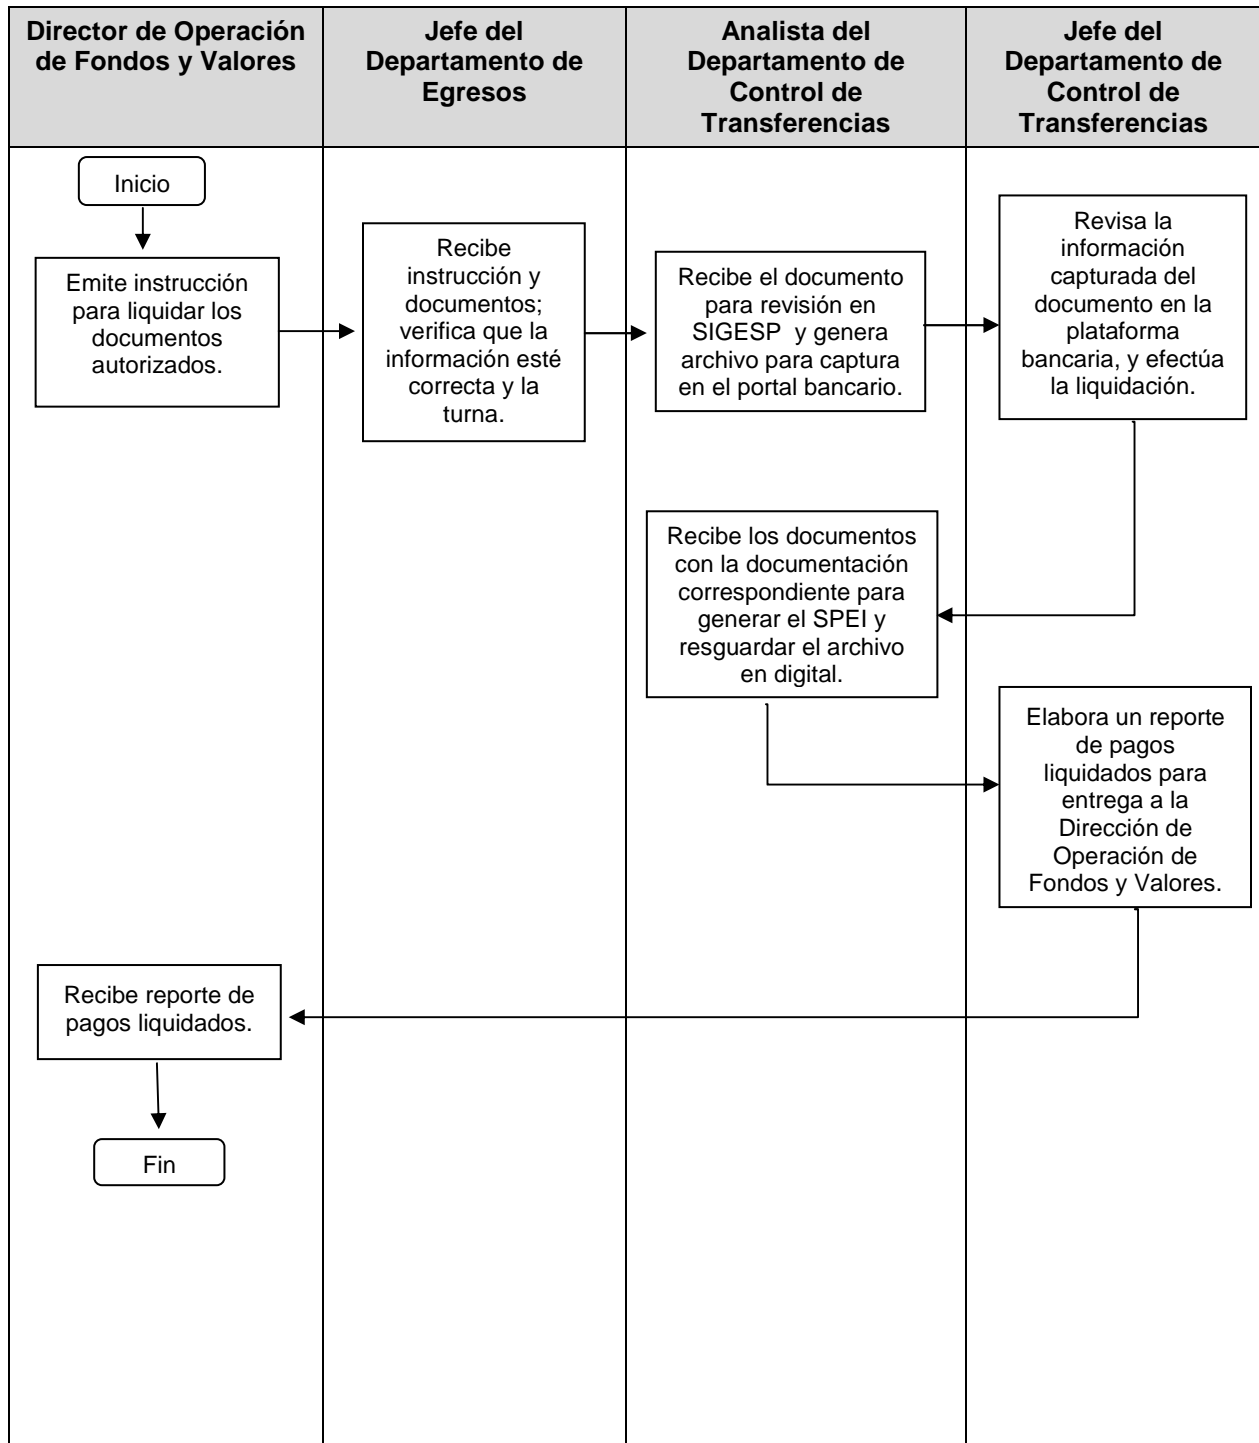 Director de Operación
de Fondos y Valores
Jefe del
Departamento de
Egresos
Analista del
Departamento de
Control de
Transferencias
Jefe del
Departamento de
Control de
Transferencias
Inicio
Emite instrucción
para liquidar los
documentos
autorizados.
Recibe
instrucción y
documentos;
verifica que la
información esté
correcta y la
turna.
Recibe el documento
para revisión en
SIGESP y genera
archivo para captura
en el portal bancario.
Revisa la
información
capturada del
documento en la
plataforma
bancaria, y efectúa
la liquidación.
Recibe los documentos
con la documentación
correspondiente para
generar el SPEI y
resguardar el archivo
en digital.
Elabora un reporte
de pagos
liquidados para
entrega a la
Dirección de
Operación de
Fondos y Valores.
Recibe reporte de
pagos liquidados.
Fin